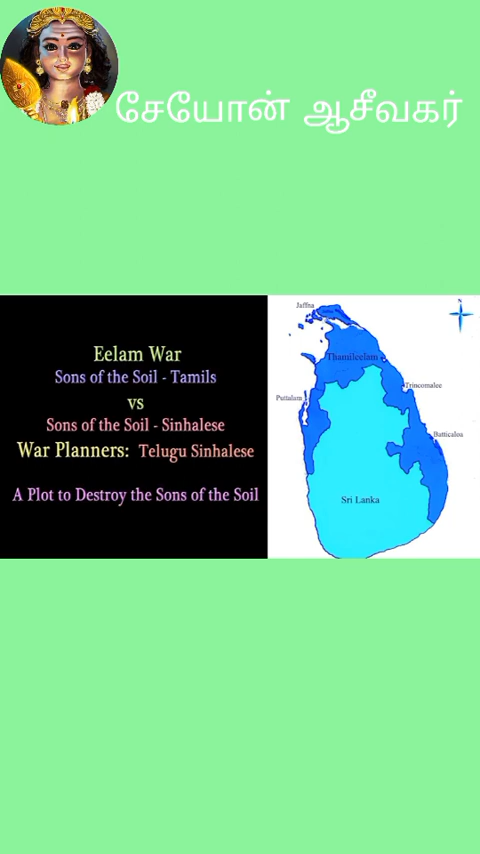 சேயோன் ஆசீவகர்
Eelam War
Sons of the Soil - Tamils
vs
Sons of the Soil - Sinhalese
War Planners: Telugu Sinhalese
A Plot to Destroy the Sons of the Soil
Jaffna
N
Thamileelam
Trincomalee
Puttalam
Batticaloa
Sri Lanka